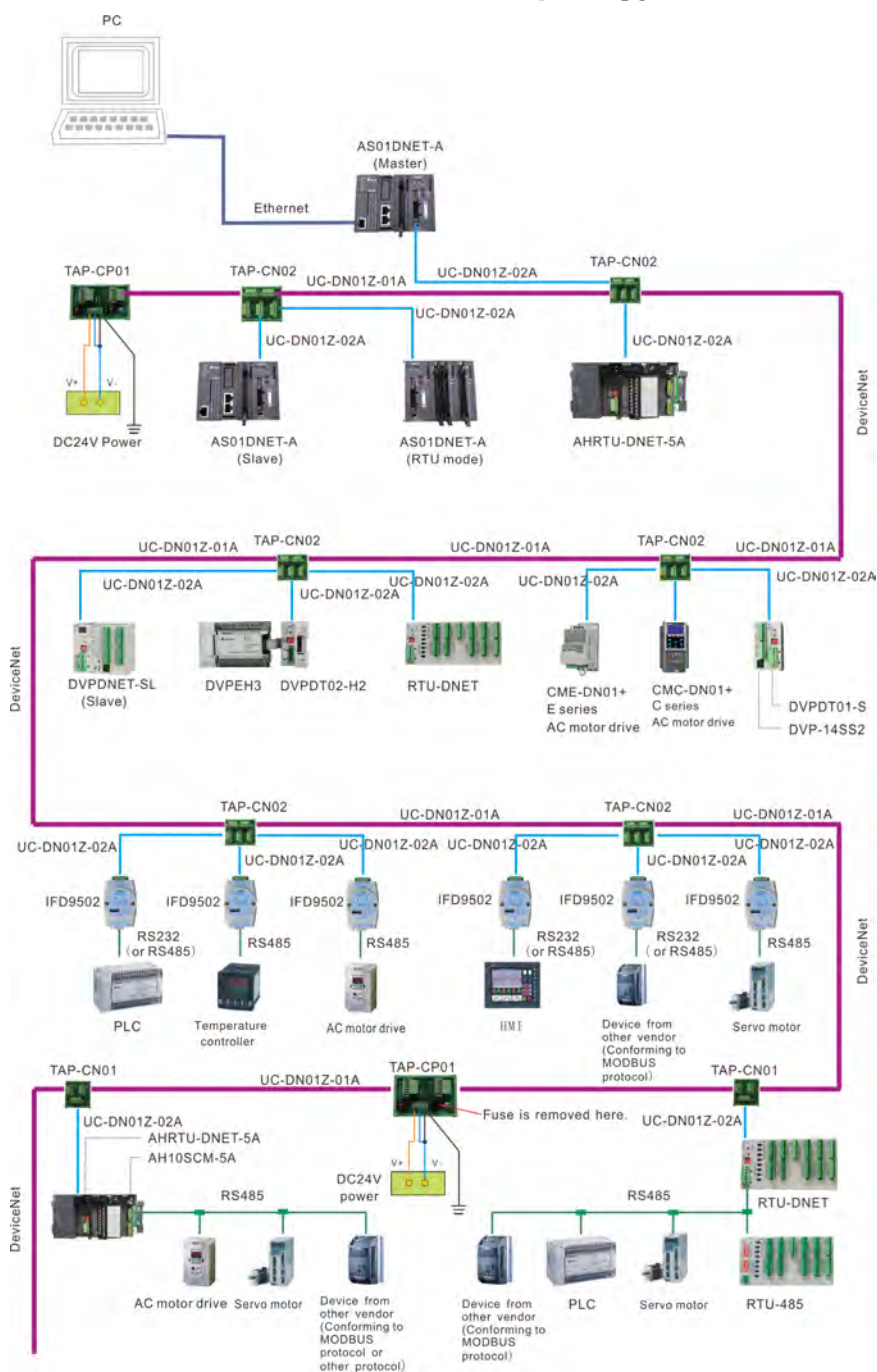 PC
AS01DNET-A
(Master)
Ethernet
TAP-CP01
TAP-CN02
UC-DN01Z-01A
UC-DN01Z-02A
TAP-CN02
UC-DN01Z-02A
UC-DN01Z-02A
UC-DN01Z-02A
V+
V-
DC24V Power
AS01DNET-A
(Slave)
AS01DNET-A
(RTU mode)
AHRTU-DNET-5A
DeviceNet
UC-DN01Z-01A
TAP-CN02
UC-DN01Z-01A
TAP-CN02
UC-DN01Z-01A
UC-DN01Z-02A
UC-DN01Z-02A
UC-DN01Z-02A
UC-DN01Z-02A
UC-DN01Z-02A
DeviceNet
DVPDNET-SL
(Slave)
DVPEH3
DVPDT02-H2
RTU-DNET
CME-DN01+
E series
AC motor drive
CMC-DN01+
C series
AC motor drive
DVPDT01-S
DVP-14SS2
TAP-CN02
UC-DN01Z-01A
TAP-CN02
UC-DN01Z-01A
UC-DN01Z-02A
UC-DN01Z-02A
UC-DN01Z-02A
UC-DN01Z-02A
UC-DN01Z-02A
UC-DN01Z-02A
IFD9502
IFD9502
IFD9502
IFD9502
IFD9502
IFD9502
RS232
(or RS485)
RS485
RS485
RS232
(or RS485)
RS232
(or RS485)
RS485
DeviceNet
PLC
Temperature
controller
AC motor drive
HMI
Device from
other vendor
(Conforming to
MODBUS
protocol)
Servo motor
TAP-CN01
UC-DN01Z-01A
TAP-CP01
TAP-CN01
Fuse is removed here.
UC-DN01Z-02A
UC-DN01Z-02A
AHRTU-DNET-5A
AH10SCM-5A
V+
V-
DC24V
power
RS485
RS485
RTU-DNET
DeviceNet
AC motor drive
Servo motor
Device from
other vendor
(Conforming to
MODBUS
protocol or
other protocol)
Device from
other vendor
(Conforming to
MODBUS
protocol)
PLC
Servo motor
RTU-485